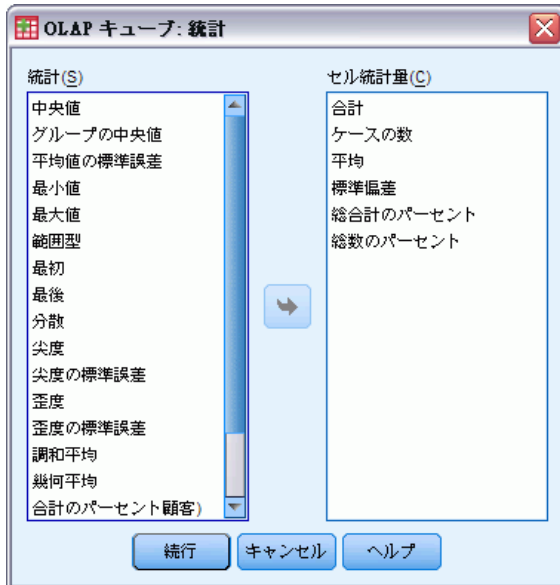 OLAP キューブ: 統計
統計(S)
中央値
グループの中央値
平均値の標準誤差
最小値
最大値
範囲型
最初
最後
分散
尖度
尖度の標準誤差
歪度
歪度の標準誤差
調和平均
幾何平均
合計のパーセント顧客)
セル統計量(C)
合計
ケースの数
平均
標準偏差
総合計のパーセント
総数のパーセント
続行
キャンセル
ヘルプ